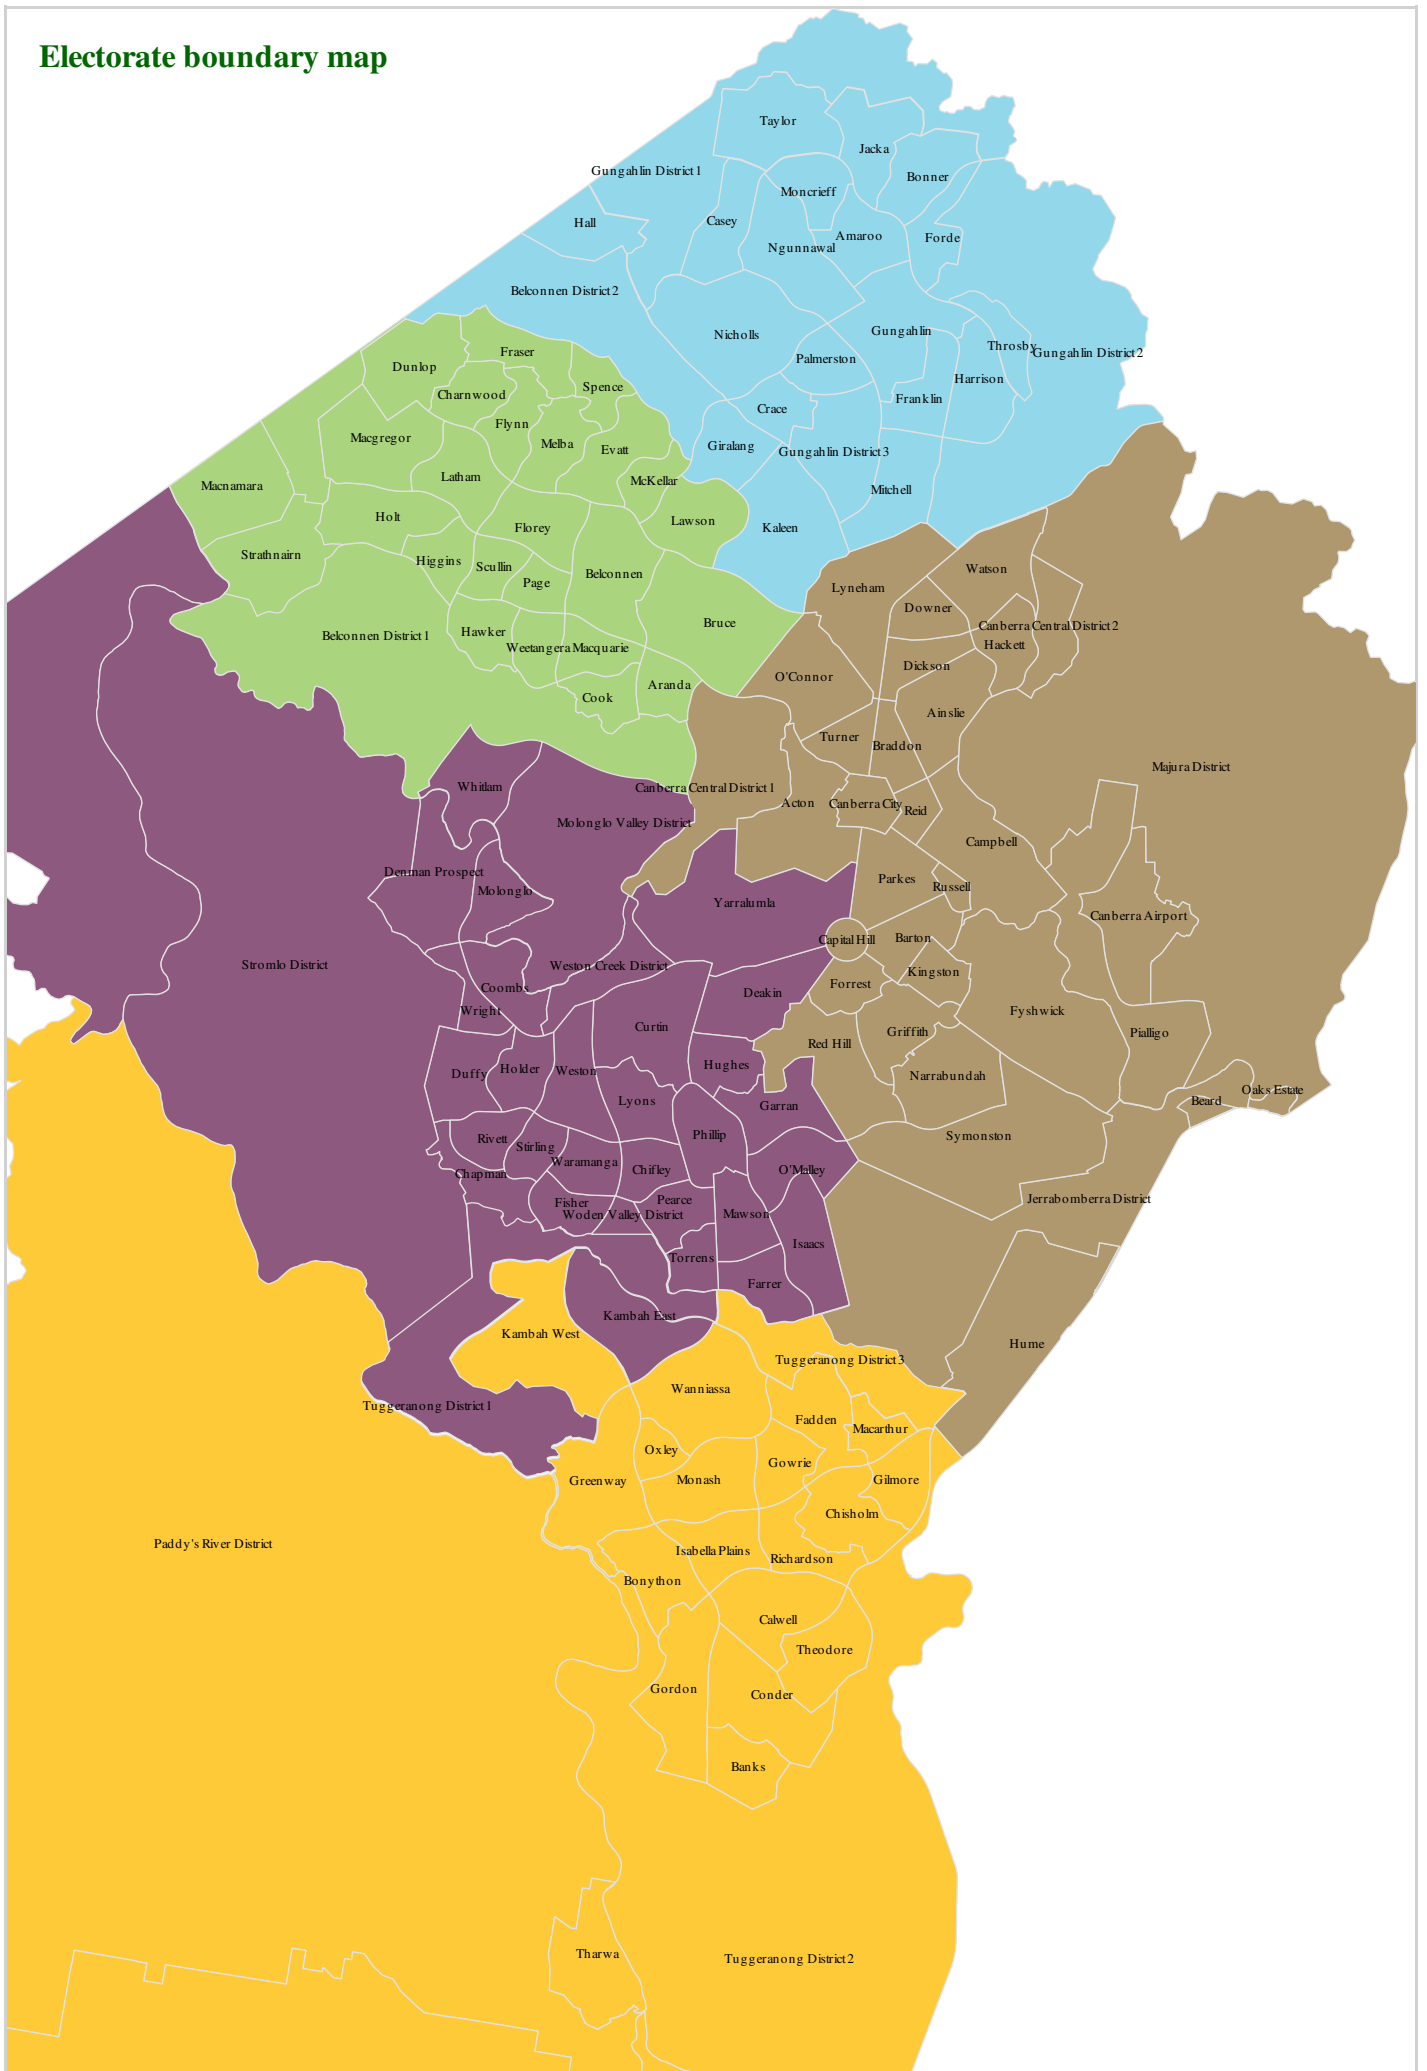 Electorate boundary map
Taylor
Jacka
Gungahlin District 1
Bonner
Moncrieff
Hall
Casey
Amaroo
Forde
Ngunnawal
Belconnen District 2
Nicholls
Gungahlin
Throsby
Gungahlin District 2
Fraser
Palmerston
Dunlop
Harrison
Spence
Charnwood
Franklin
Crace
Flynn
Macgregor
Melba
Giralang
Evatt
Gungahlin District 3
Latham
McKellar
Macnamara
Mitchell
Holt
Lawson
Florey
Kaleen
Strathnairn
Higgins
Scullin
Watson
Belconnen
Page
Lyneham
Downer
Bruce
Canberra Central District 2
Hawker
Belconnen District 1
Hackett
Weetangera
Macquarie
Dickson
O'Connor
Aranda
Cook
Ainslie
Turner
Braddon
Majura District
Whitlam
Canberra Central District 1
Acton
Canberra City
Reid
Molonglo Valley District
Campbell
Denman Prospect
Parkes
Russell
Molonglo
Yarralumla
Canberra Airport
Capital Hill
Barton
Stromlo District
Weston Creek District
Kingston
Forrest
Coombs
Deakin
Wright
Fyshwick
Curtin
Griffith
Pialligo
Red Hill
Hughes
Holder
Weston
Duffy
Narrabundah
Oaks Estate
Lyons
Beard
Garran
Phillip
Symonston
Rivett
Stirling
Waramanga
Chifley
O'Malley
Chapman
Jerrabomberra District
Pearce
Fisher
Woden Valley District
Mawson
Isaacs
Torrens
Farrer
Kambah East
Kambah West
Hume
Tuggeranong District 3
Wanniassa
Tuggeranong District 1
Fadden
Macarthur
Oxley
Gowrie
Greenway
Monash
Gilmore
Chisholm
Paddy's River District
Isabella Plains
Richardson
Bonython
Calwell
Theodore
Gordon
Conder
Banks
Tharwa
Tuggeranong District 2